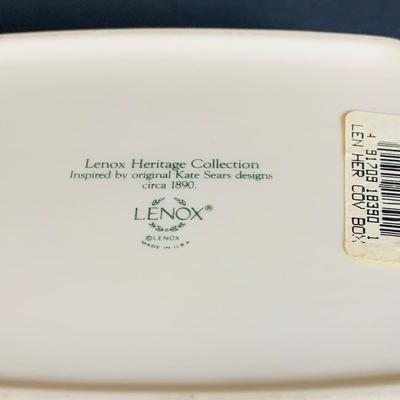 Lenox Heritage Collection
Inspired by original Kate Sears designs
circa 1890.
LENOX®
©LENOX
MADE IN U.S.A.
4 91709 18390 1
LEN HER COV BOX